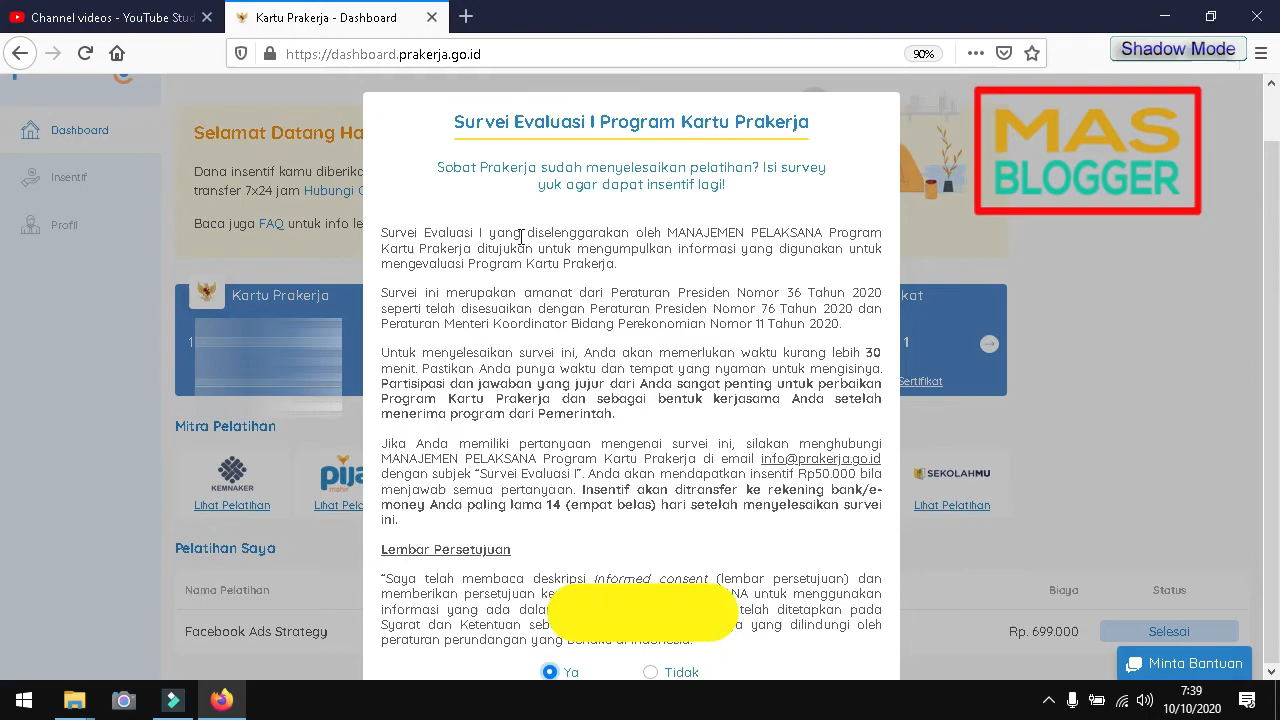 Channel videos - YouTube Stud
Kartu Prakerja - Dashboard
https://dashboard.prakerja.go.id
90%
Shadow Mode
Dashboard
Insentif
Profil
Selamat Datang Ha
Dana insentif kamu diberika
transfer 7x24 jam Hubungi C
Baca juga FAQ untuk info le
MAS
BLOGGER
Survei Evaluasi I Program Kartu Prakerja
Sobat Prakerja sudah menyelesaikan pelatihan? Isi survey
yuk agar dapat insentif lagi!
Survei Evaluasi I yang diselenggarakan oleh MANAJEMEN PELAKSANA Program
Kartu Prakerja ditujukan untuk mengumpulkan informasi yang digunakan untuk
mengevaluasi Program Kartu Prakerja.
Survei ini merupakan amanat dari Peraturan Presiden Nomor 36 Tahun 2020
seperti telah disesuaikan dengan Peraturan Presiden Nomor 76 Tahun 2020 dan
Peraturan Menteri Koordinator Bidang Perekonomian Nomor 11 Tahun 2020.
Untuk menyelesaikan survei ini, Anda akan memerlukan waktu kurang lebih 30
menit. Pastikan Anda punya waktu dan tempat yang nyaman untuk mengisinya.
Partisipasi dan jawaban yang jujur dari Anda sangat penting untuk perbaikan
Program Kartu Prakerja dan sebagai bentuk kerjasama Anda setelah
menerima program dari Pemerintah.
Jika Anda memiliki pertanyaan mengenai survei ini, silakan menghubungi
MANAJEMEN PELAKSANA Program Kartu Prakerja di email info@prakerja.go.id
dengan subjek “Survei Evaluasi I”. Anda akan mendapatkan insentif Rp50.000 bila
menjawab semua pertanyaan. Insentif akan ditransfer ke rekening bank/e-
money Anda paling lama 14 (empat belas) hari setelah menyelesaikan survei
ini.
Lembar Persetujuan
“Saya telah membaca deskripsi informed consent (lembar persetujuan) dan
memberikan persetujuan ke NA untuk menggunakan
informasi yang ada dalam telah ditetapkan pada
Syarat dan Ketentuan seb a yang dilindungi oleh
peraturan perundangan yang berlaku di Indonesia.
Ya
Tidak
Kartu Prakerja
1
kat
1
Sertifikat
Mitra Pelatihan
KEMNAKER
Lihat Pelatihan
pija
mahir
Lihat Pela
SEKOLAHMU
Lihat Pelatihan
Pelatihan Saya
Nama Pelatihan
Biaya
Status
Facebook Ads Strategy
Rp. 699.000
Selesai
Minta Bantuan
7:39
10/10/2020